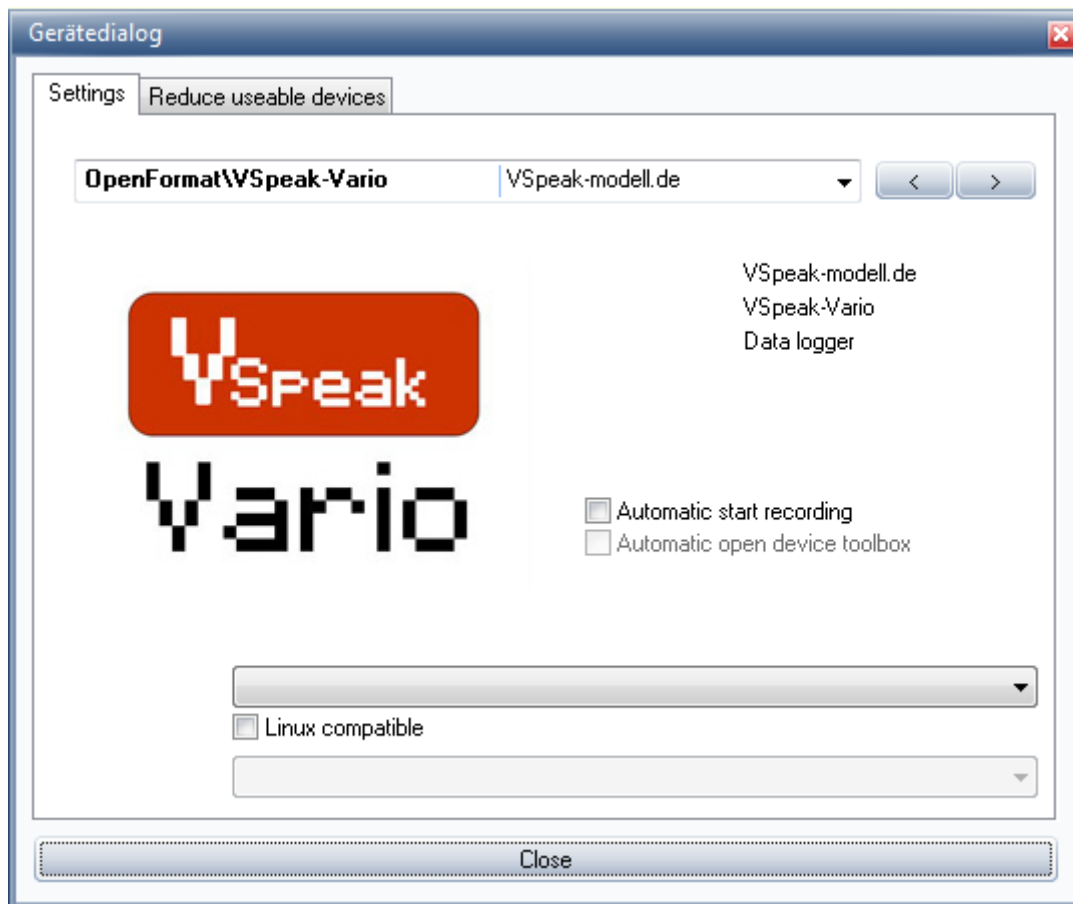 Gerätedialog
Settings
Reduce useable devices
OpenFormat\VSpeak-Vario VSpeak-modell.de
< >
VSpeak-modell.de
VSpeak-Vario
Data logger
VSpeak
Vario
Automatic start recording
Automatic open device toolbox
Linux compatible
Close